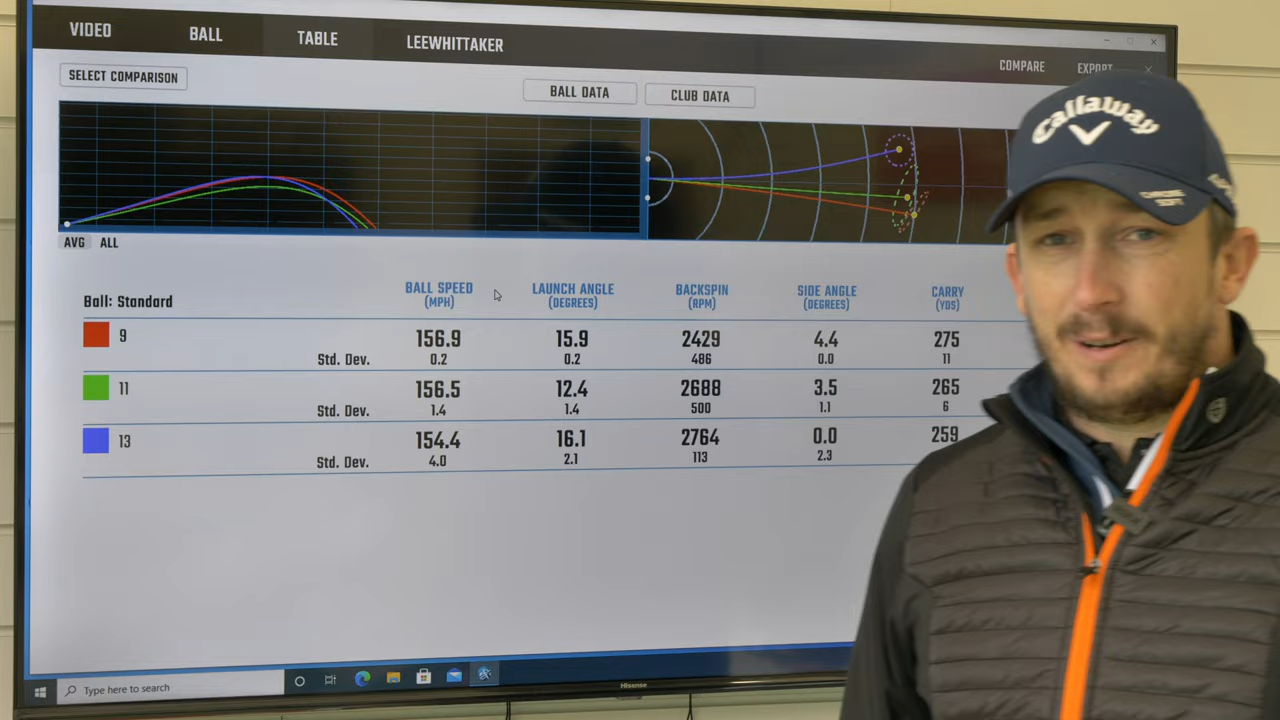 VIDEO BALL TABLE LEEWHITTAKER
COMPARE EXPORT
SELECT COMPARISON
BALL DATA CLUB DATA
AVG ALL
Ball: Standard
BALL SPEED LAUNCH ANGLE BACKSPIN SIDE ANGLE CARRY
(MPH) (DEGREES) (RPM) (DEGREES) (YDS)
9 156.9 15.9 2429 4.4 275
Std. Dev. 0.2 0.2 486 0.0 11
11 156.5 12.4 2688 3.5 265
Std. Dev. 1.4 1.4 500 1.1 6
13 154.4 16.1 2764 0.0 259
Std. Dev. 4.0 2.1 113 2.3
Type here to search
Hisense
Callaway